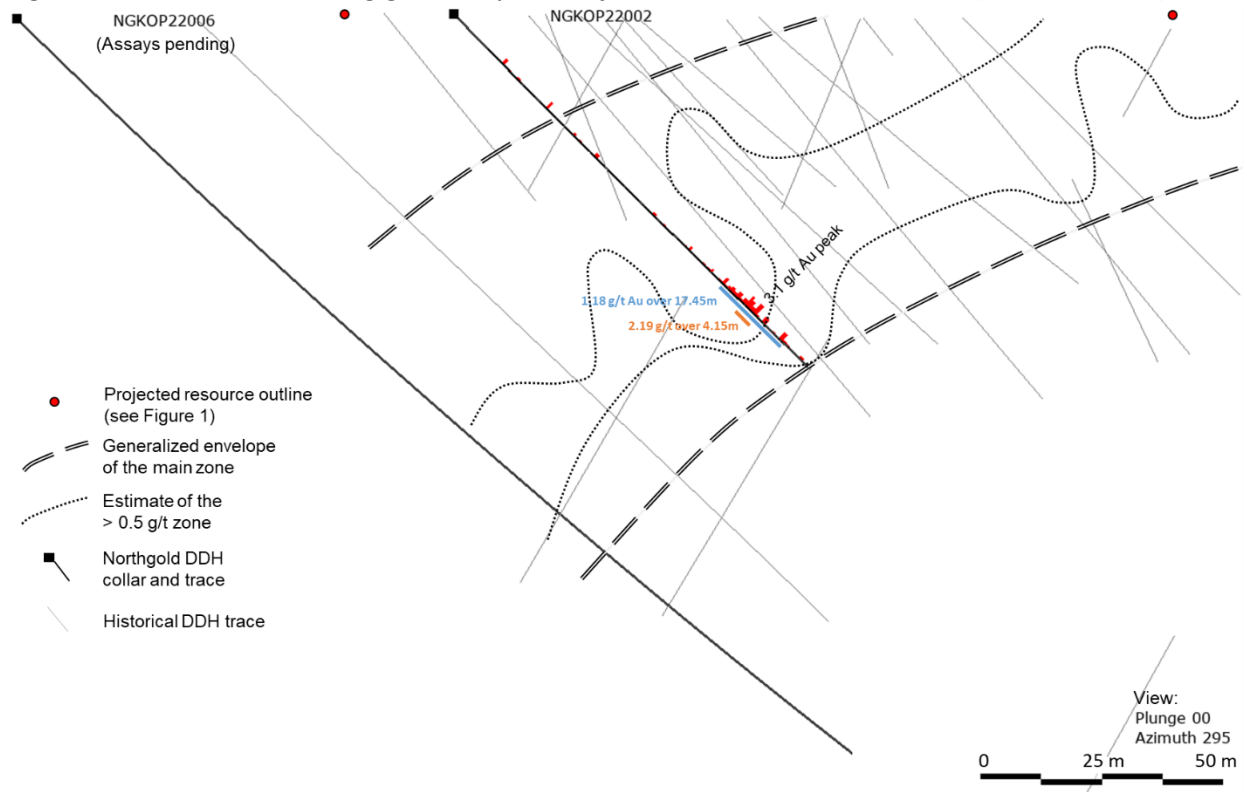 NGKOP22006
(Assays pending)
NGKOP22002
3.1 g/t Au peak
1.18 g/t Au over 17.45m
2.19 g/t over 4.15m
Projected resource outline
(see Figure 1)
Generalized envelope
of the main zone
Estimate of the
> 0.5 g/t zone
Northgold DDH
collar and trace
Historical DDH trace
View:
Plunge 00
Azimuth 295
0 25 m 50 m